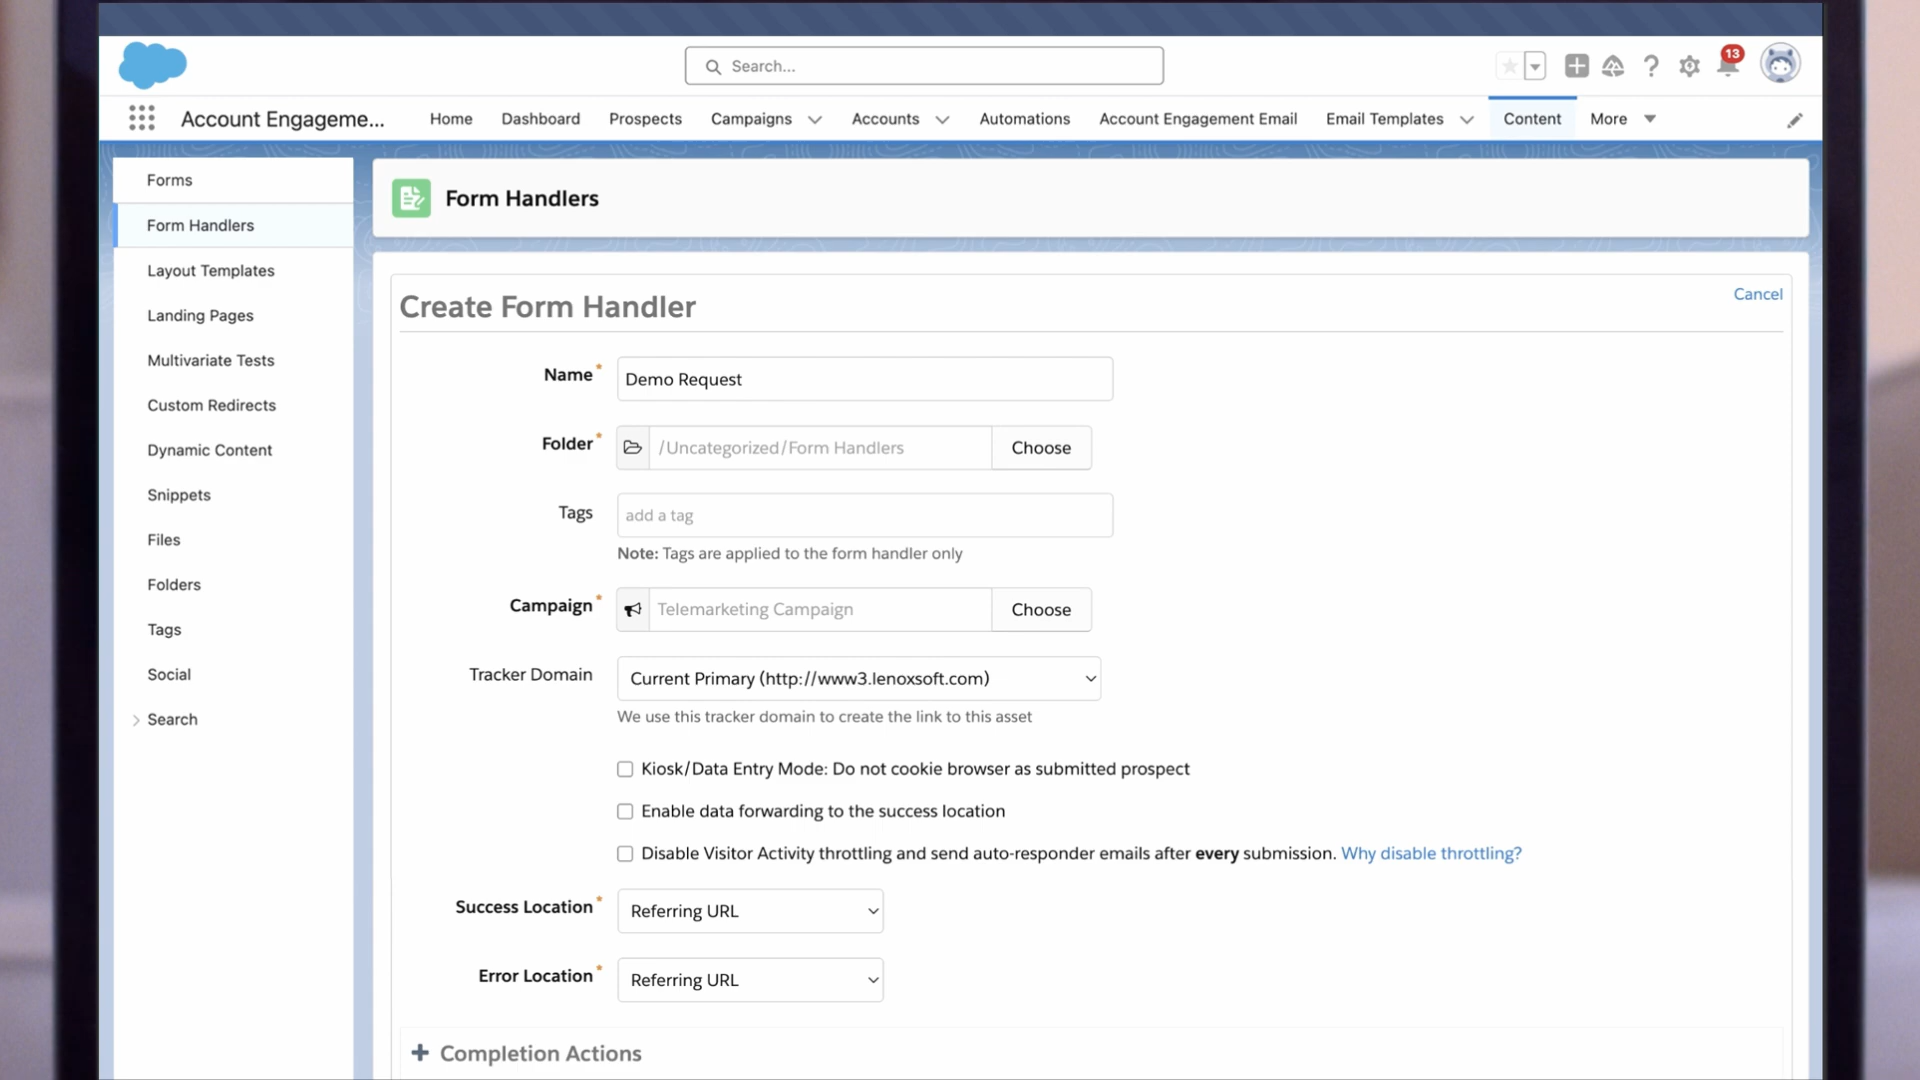 Search...
13
Account Engageme...
Home
Dashboard
Prospects
Campaigns
Accounts
Automations
Account Engagement Email
Email Templates
Content
More
Forms
Form Handlers
Layout Templates
Landing Pages
Multivariate Tests
Custom Redirects
Dynamic Content
Snippets
Files
Folders
Tags
Social
Search
Form Handlers
Create Form Handler
Cancel
Name* Demo Request
Folder* /Uncategorized/Form Handlers Choose
Tags add a tag
Note: Tags are applied to the form handler only
Campaign* Telemarketing Campaign Choose
Tracker Domain Current Primary (http://www3.lenoxsoft.com)
We use this tracker domain to create the link to this asset
Kiosk/Data Entry Mode: Do not cookie browser as submitted prospect
Enable data forwarding to the success location
Disable Visitor Activity throttling and send auto-responder emails after every submission. Why disable throttling?
Success Location* Referring URL
Error Location* Referring URL
+ Completion Actions